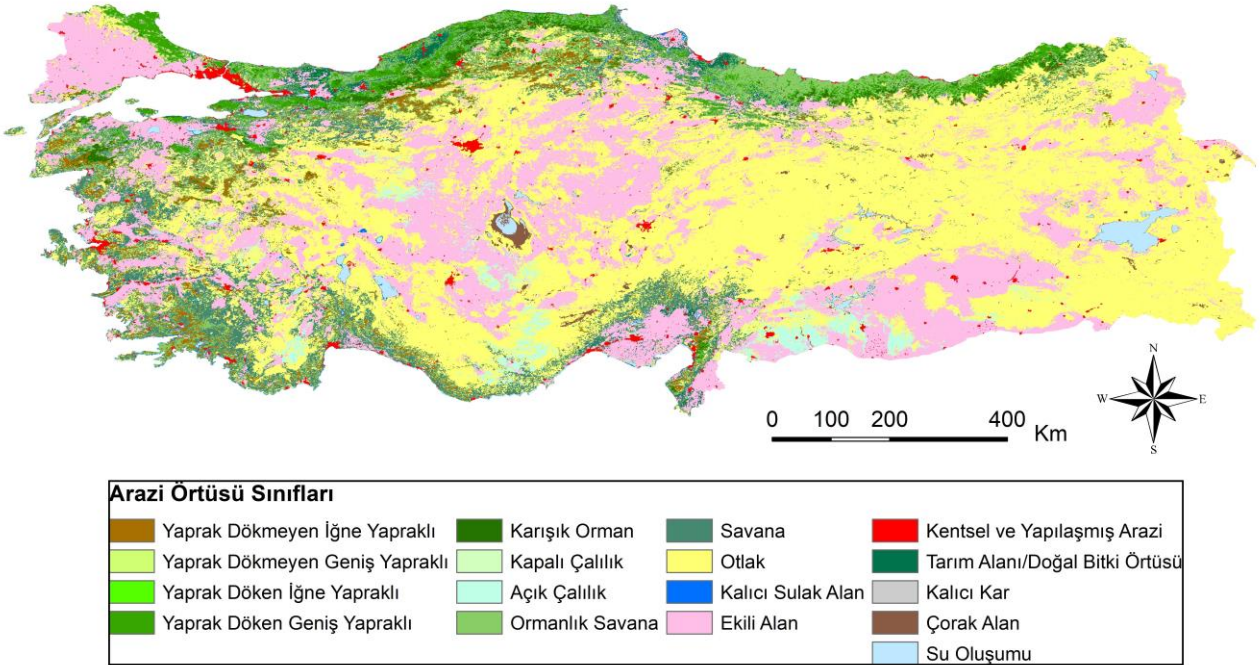 N
W
E
S
0 100 200 400 Km
Arazi Örtüsü Sınıfları
Yaprak Dökmeyen İğne Yapraklı
Yaprak Dökmeyen Geniş Yapraklı
Yaprak Döken İğne Yapraklı
Yaprak Döken Geniş Yapraklı
Karışık Orman
Kapalı Çalılık
Açık Çalılık
Ormanlık Savana
Savana
Otlak
Kalıcı Sulak Alan
Ekili Alan
Kentsel ve Yapılaşmış Arazi
Tarım Alanı/Doğal Bitki Örtüsü
Kalıcı Kar
Çorak Alan
Su Oluşumu